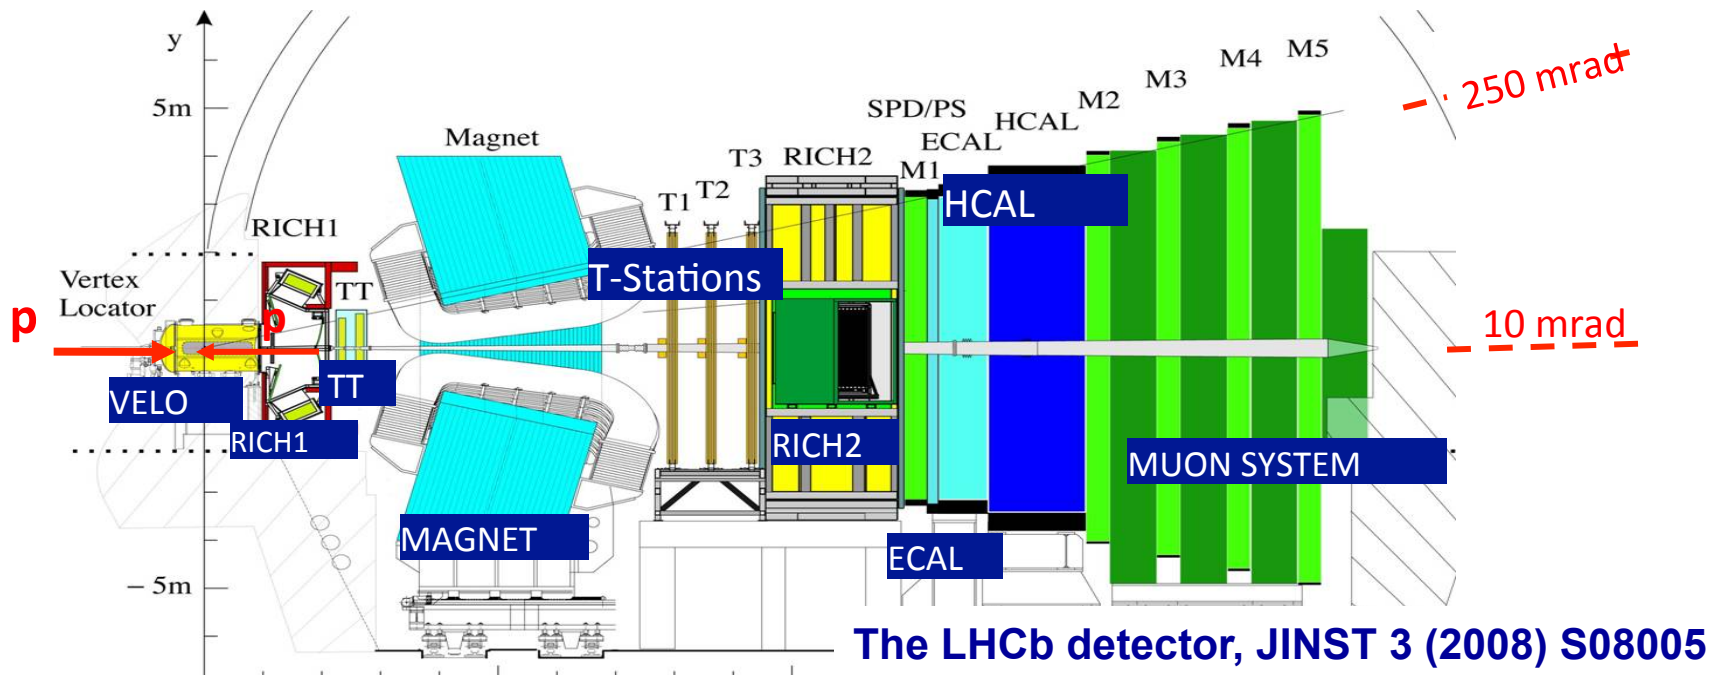 y
5m
Magnet
RICH1
Vertex
Locator
TT
p
p
VELO
RICH1
TT
MAGNET
− 5m
T1
T2
T3
T-Stations
RICH2
RICH2
SPD/PS
M1
ECAL
HCAL
HCAL
ECAL
M2
M3
M4
M5
MUON SYSTEM
250 mrad
10 mrad
The LHCb detector, JINST 3 (2008) S08005